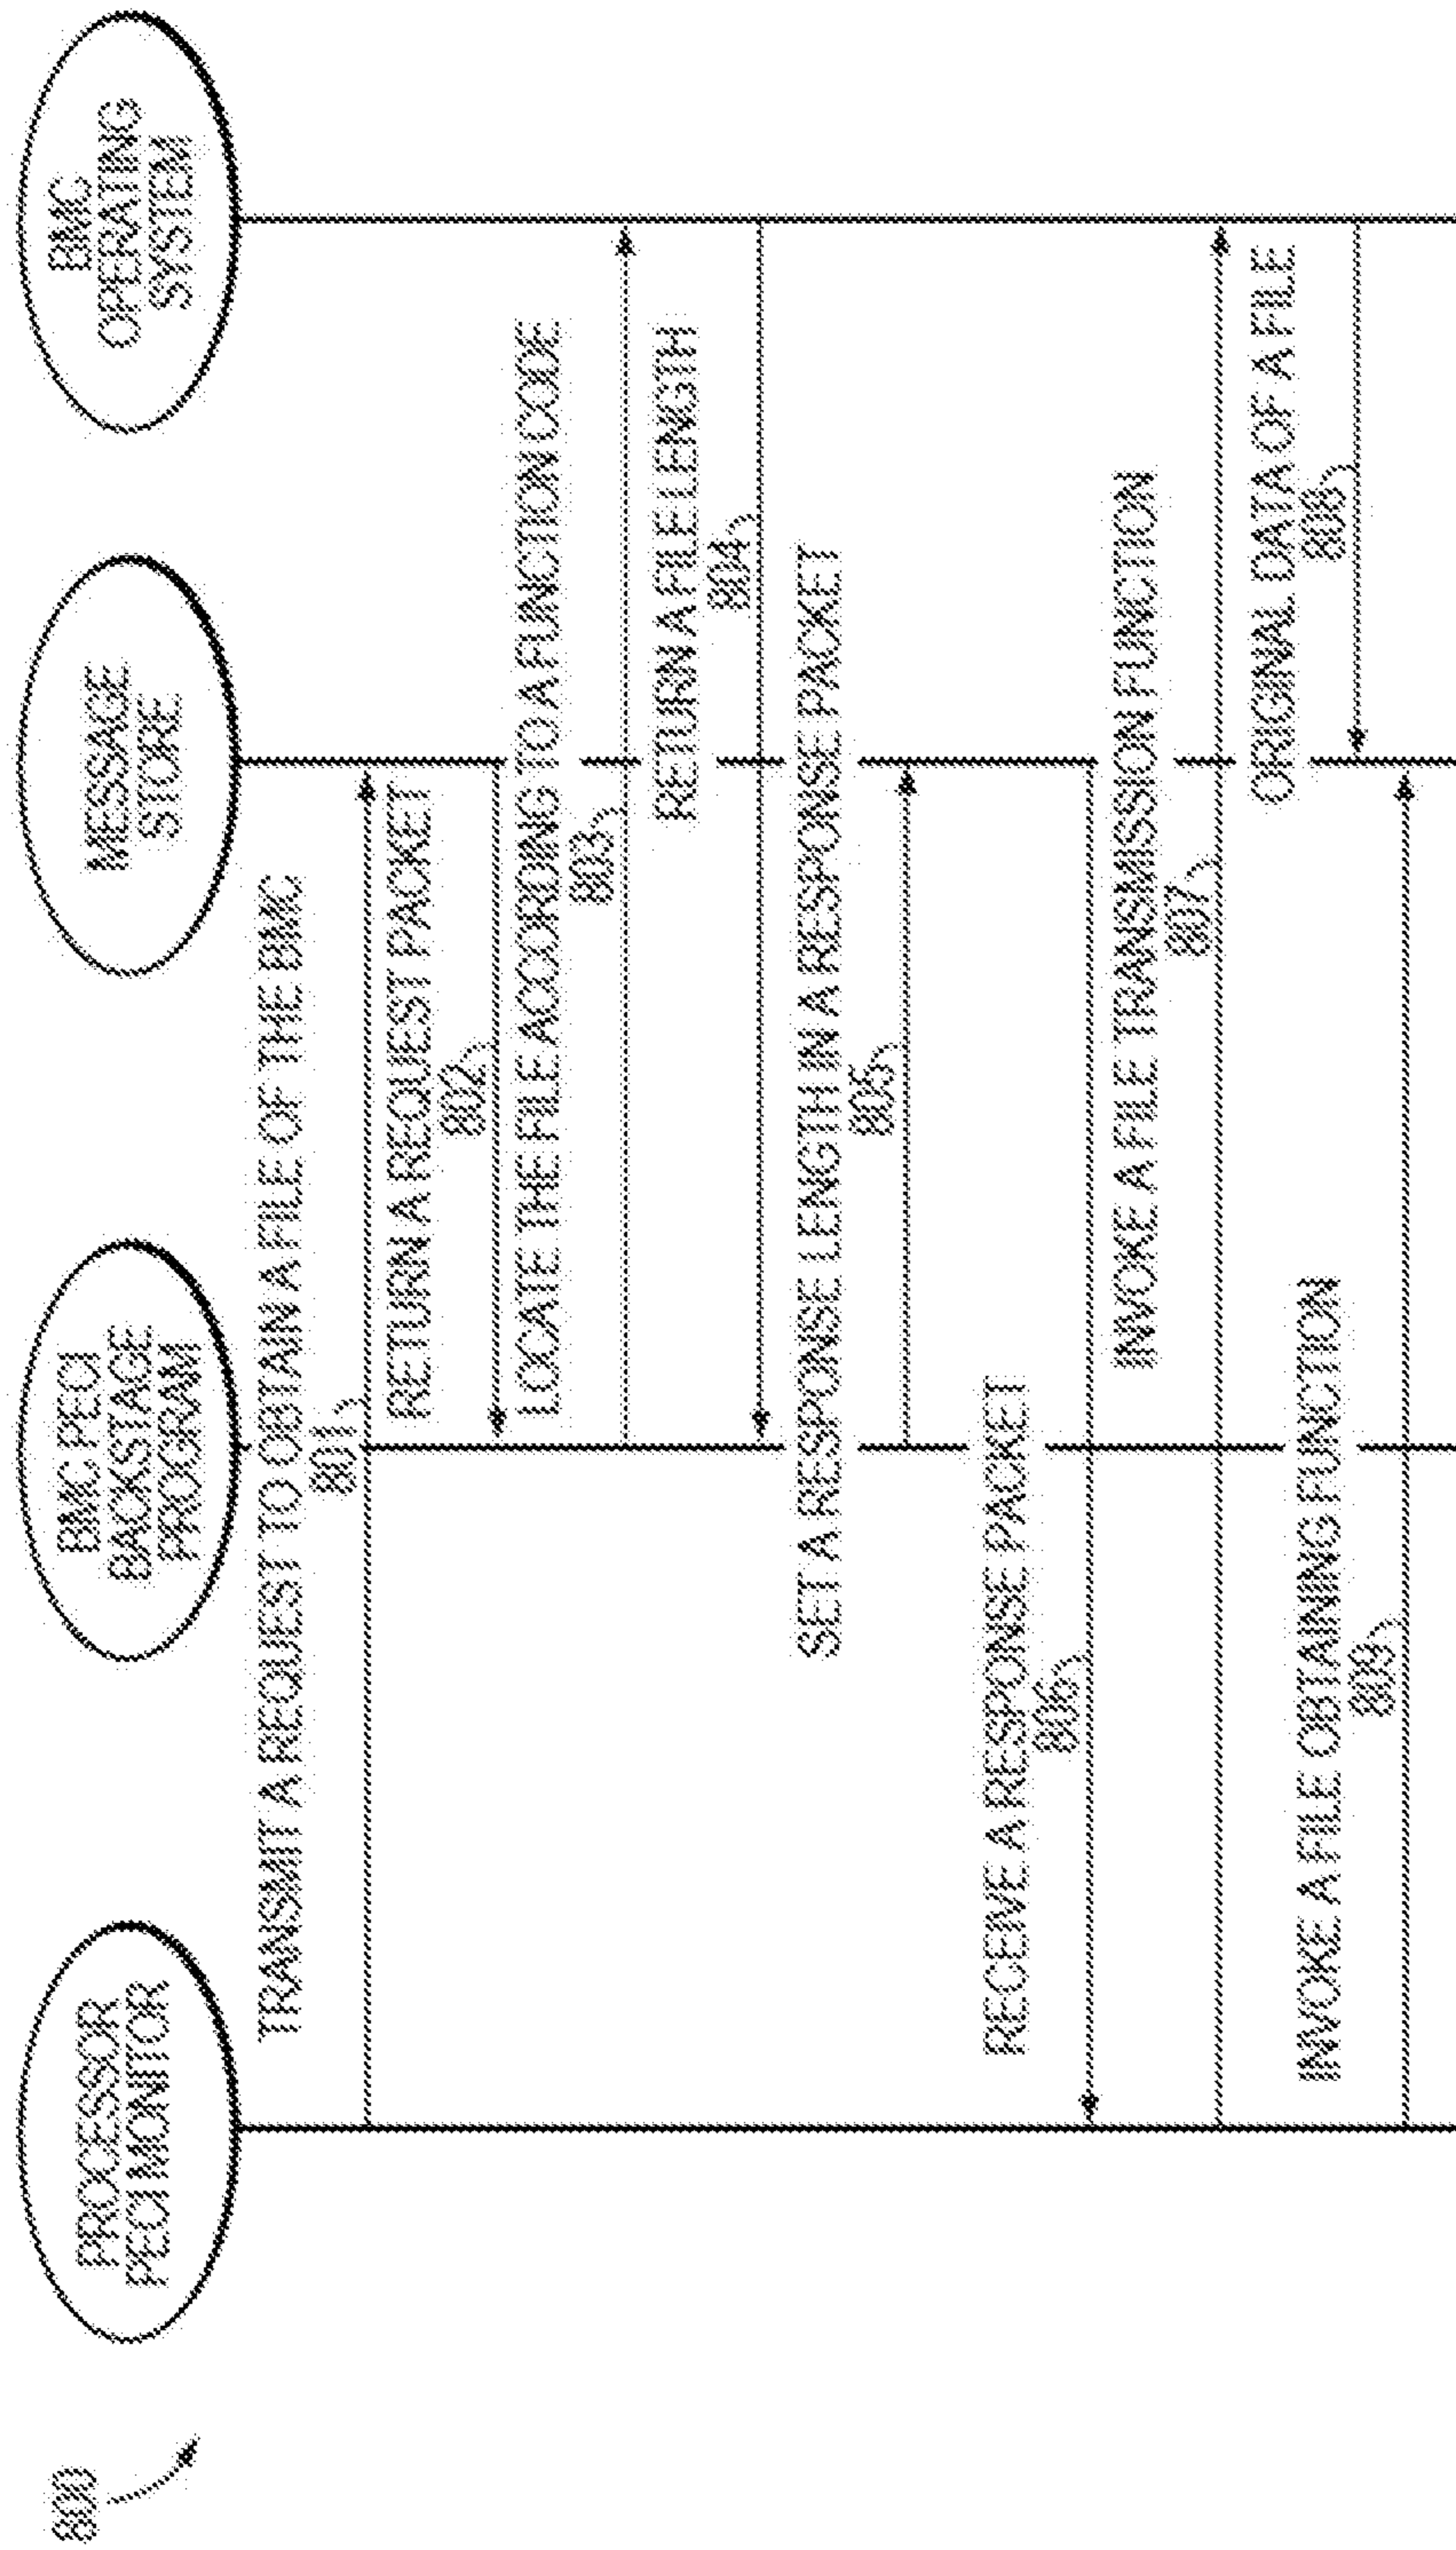 800
PROCESSOR
PECI MONITOR
BMC PECI
BACKSTAGE
PROGRAM
MESSAGE
STORE
BMC
OPERATING
SYSTEM
TRANSMIT A REQUEST TO OBTAIN A FILE OF THE BMC
801
RETURN A REQUEST PACKET
802
LOCATE THE FILE ACCORDING TO A FUNCTION CODE
803
RETURN A FILE LENGTH
804
SET A RESPONSE LENGTH IN A RESPONSE PACKET
805
RECEIVE A RESPONSE PACKET
806
INVOKE A FILE TRANSMISSION FUNCTION
807
ORIGINAL DATA OF A FILE
808
INVOKE A FILE OBTAINING FUNCTION
809